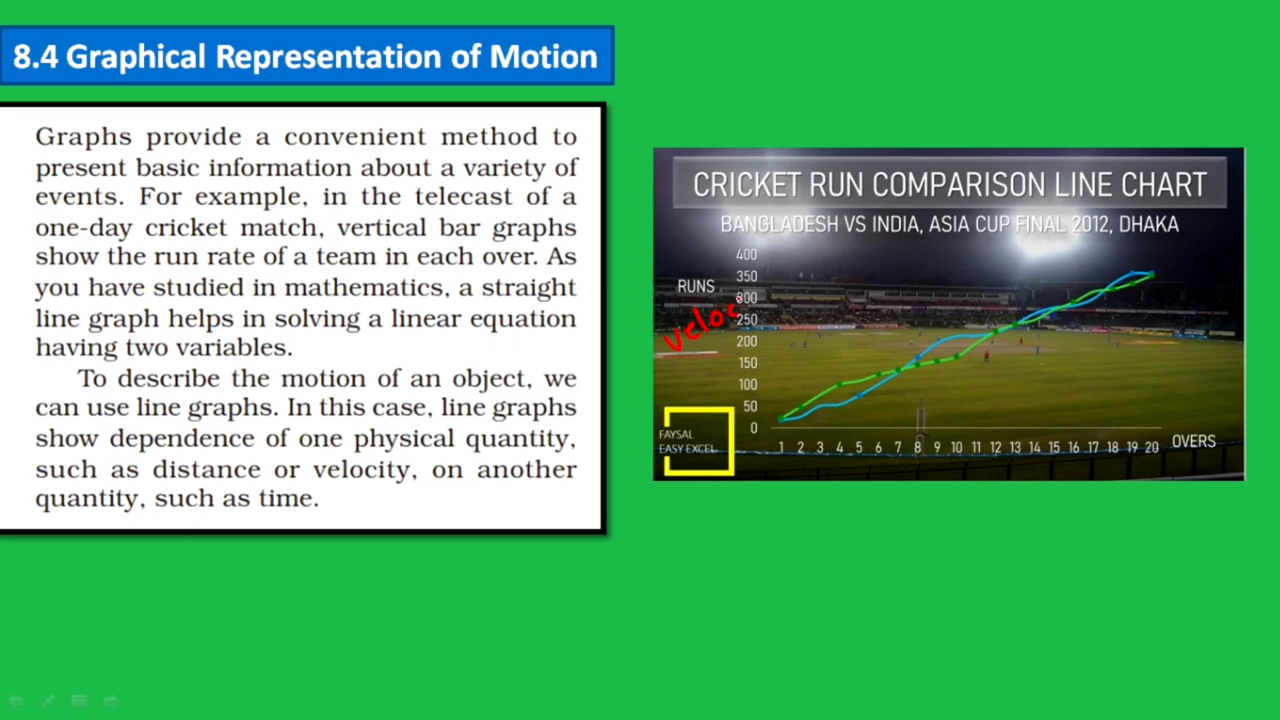 8.4 Graphical Representation of Motion
Graphs provide a convenient method to
present basic information about a variety of
events. For example, in the telecast of a
one-day cricket match, vertical bar graphs
show the run rate of a team in each over. As
you have studied in mathematics, a straight
line graph helps in solving a linear equation
having two variables.
To describe the motion of an object, we
can use line graphs. In this case, line graphs
show dependence of one physical quantity,
such as distance or velocity, on another
quantity, such as time.
CRICKET RUN COMPARISON LINE CHART
BANGLADESH VS INDIA, ASIA CUP FINAL 2012, DHAKA
RUNS
400
350
300
250
200
150
100
50
0
veloc
FAYSAL
EASY EXCEL
1 2 3 4 5 6 7 8 9 10 11 12 13 14 15 16 17 18 19 20
OVERS